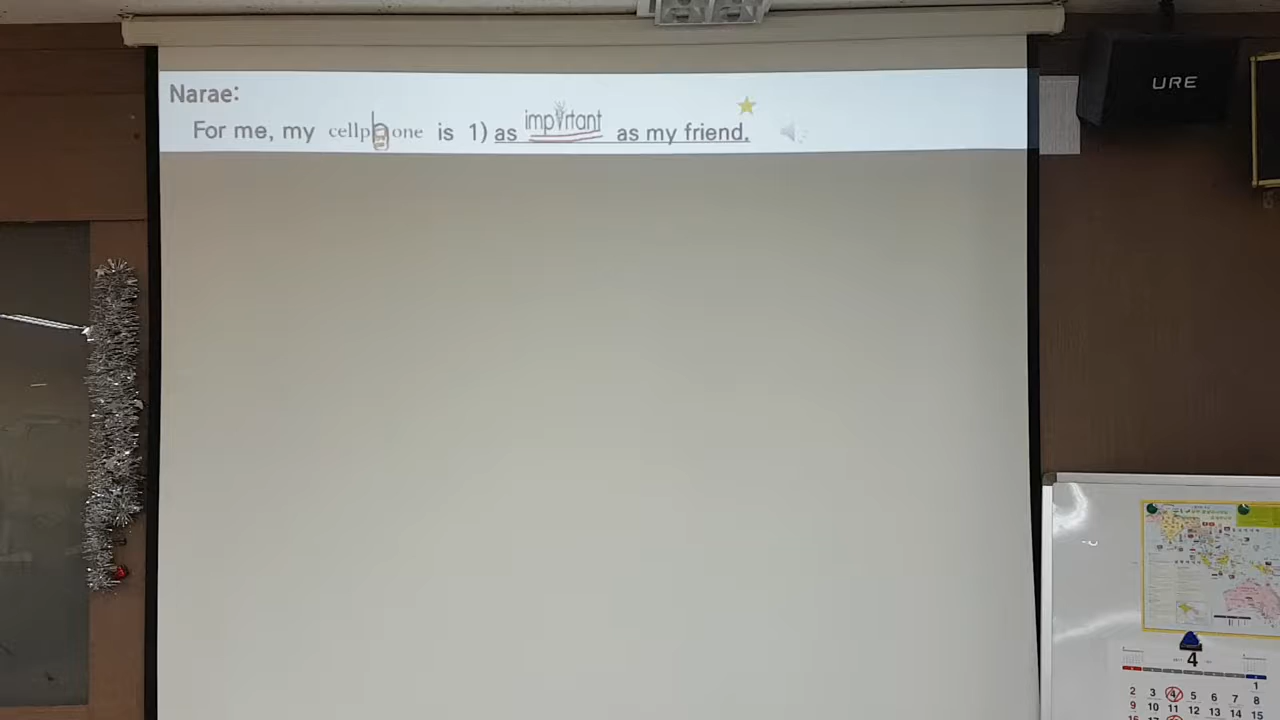 Narae:
For me, my cellphone is 1) as important as my friend.
URE
4
1
2 3 4 5 6 7 8
9 10 11 12 13 14 15